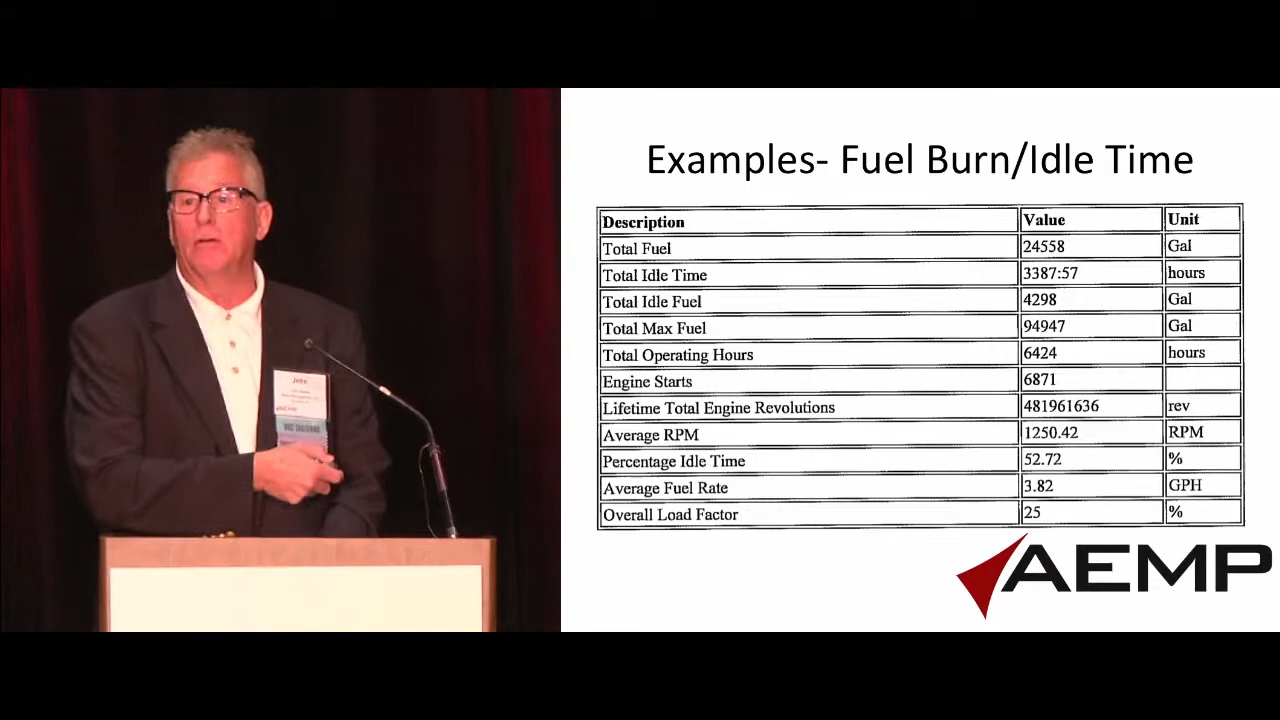 Examples- Fuel Burn/Idle Time
Description Value Unit
Total Fuel 24558 Gal
Total Idle Time 3387:57 hours
Total Idle Fuel 4298 Gal
Total Max Fuel 94947 Gal
Total Operating Hours 6424 hours
Engine Starts 6871
Lifetime Total Engine Revolutions 481961636 rev
Average RPM 1250.42 RPM
Percentage Idle Time 52.72 %
Average Fuel Rate 3.82 GPH
Overall Load Factor 25 %
AEMP
AEMP